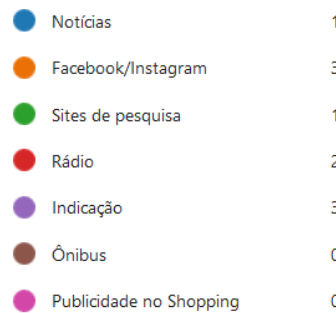 Notícias 1
Facebook/Instagram 3
Sites de pesquisa 1
Rádio 2
Indicação 3
Ônibus 0
Publicidade no Shopping 0